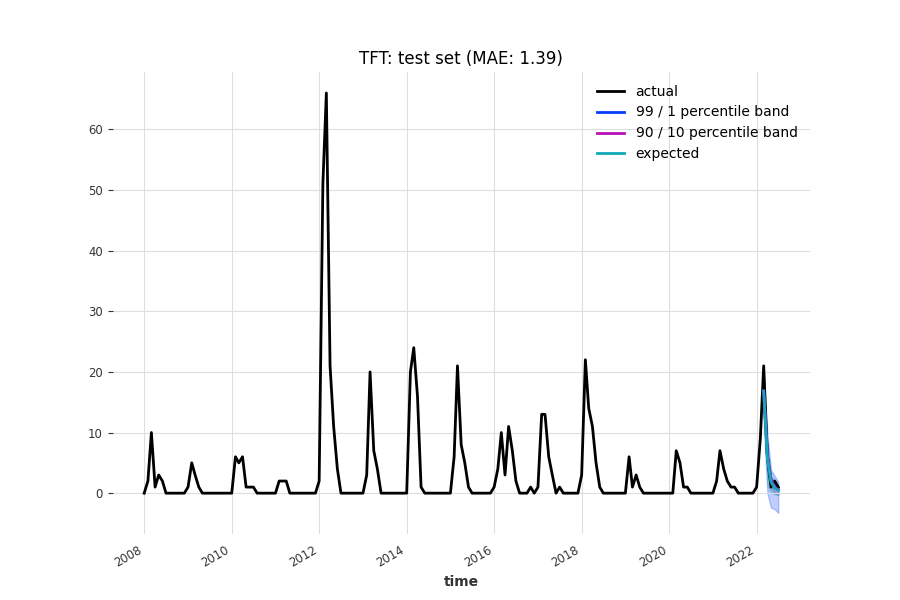 TFT: test set (MAE: 1.39)
actual
99 / 1 percentile band
90 / 10 percentile band
expected
60
50
40
30
20
10
0
2008
2010
2012
2014
2016
2018
2020
2022
time